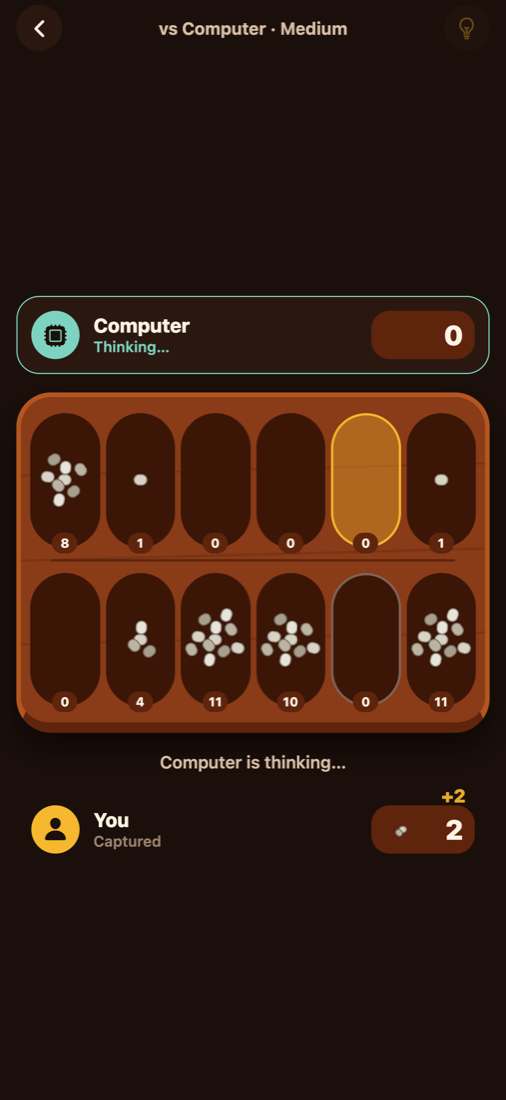 vs Computer · Medium
Computer
Thinking...
0
8 1 0 0 0 1
0 4 11 10 0 11
Computer is thinking...
+2
You
Captured
2